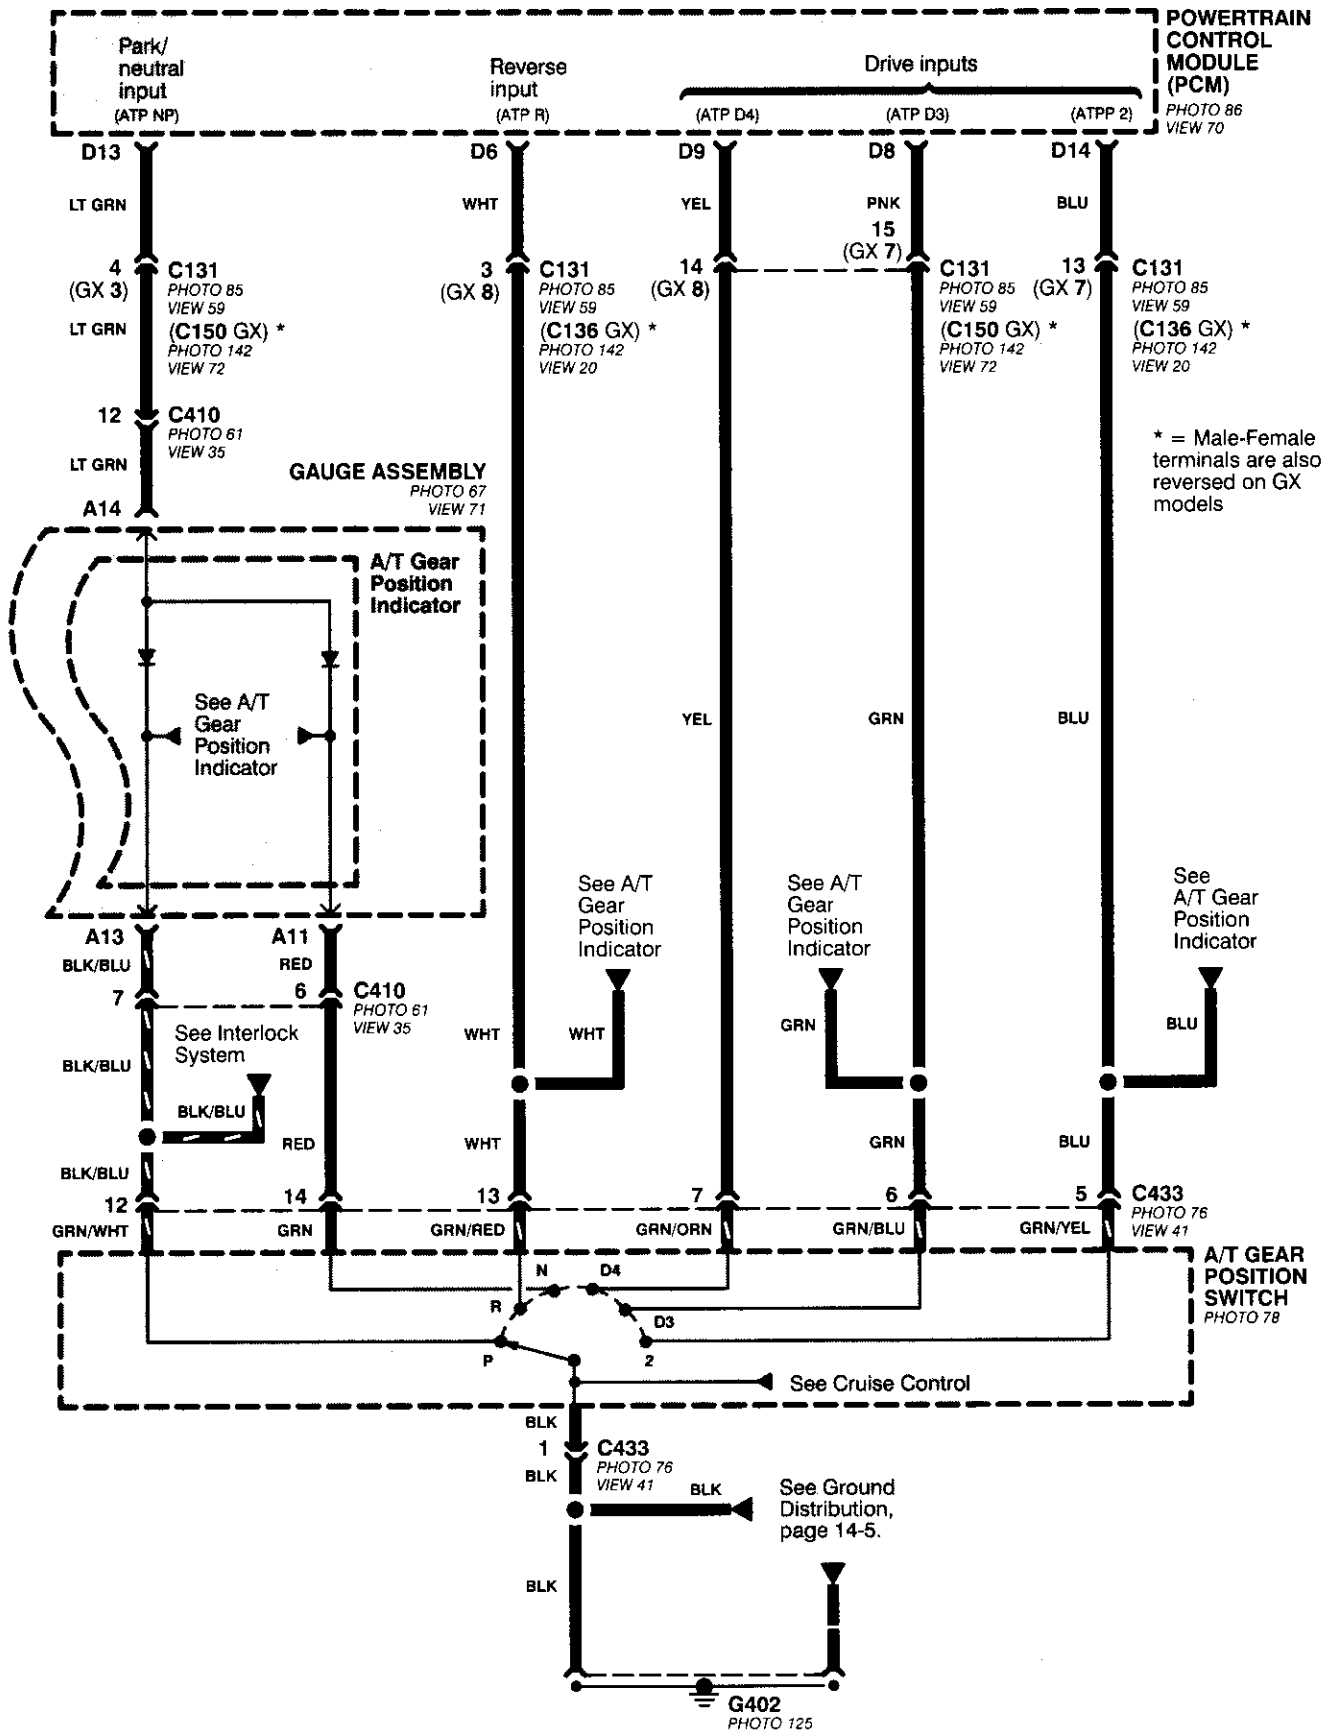 POWERTRAIN
CONTROL
MODULE
(PCM)
PHOTO 86
VIEW 70
Park/
neutral
input
(ATP NP)
Reverse
input
(ATP R)
Drive inputs
(ATP D4)
(ATP D3)
(ATPP 2)
D13
D6
D9
D8
D14
LT GRN
WHT
YEL
PNK
BLU
4
(GX 3)
C131
PHOTO 85
VIEW 59
(C150 GX) *
PHOTO 142
VIEW 72
3
(GX 8)
C131
PHOTO 85
VIEW 59
(C136 GX) *
PHOTO 142
VIEW 20
14
(GX 8)
15
(GX 7)
C131
PHOTO 85
VIEW 59
(C150 GX) *
PHOTO 142
VIEW 72
13
(GX 7)
C131
PHOTO 85
VIEW 59
(C136 GX) *
PHOTO 142
VIEW 20
LT GRN
12
C410
PHOTO 61
VIEW 35
LT GRN
A14
* = Male-Female
terminals are also
reversed on GX
models
GAUGE ASSEMBLY
PHOTO 67
VIEW 71
A/T Gear
Position
Indicator
See A/T
Gear
Position
Indicator
YEL
GRN
BLU
See A/T
Gear
Position
Indicator
See A/T
Gear
Position
Indicator
See
A/T Gear
Position
Indicator
A13
A11
BLK/BLU
RED
7
6
C410
PHOTO 61
VIEW 35
See Interlock
System
BLK/BLU
BLK/BLU
WHT
WHT
GRN
BLU
RED
WHT
GRN
BLU
BLK/BLU
12
14
13
7
6
5
C433
PHOTO 76
VIEW 41
GRN/WHT
GRN
GRN/RED
GRN/ORN
GRN/BLU
GRN/YEL
A/T GEAR
POSITION
SWITCH
PHOTO 78
N
D4
R
D3
P
2
See Cruise Control
BLK
1
C433
PHOTO 76
VIEW 41
BLK
BLK
See Ground
Distribution,
page 14-5.
BLK
G402
PHOTO 125